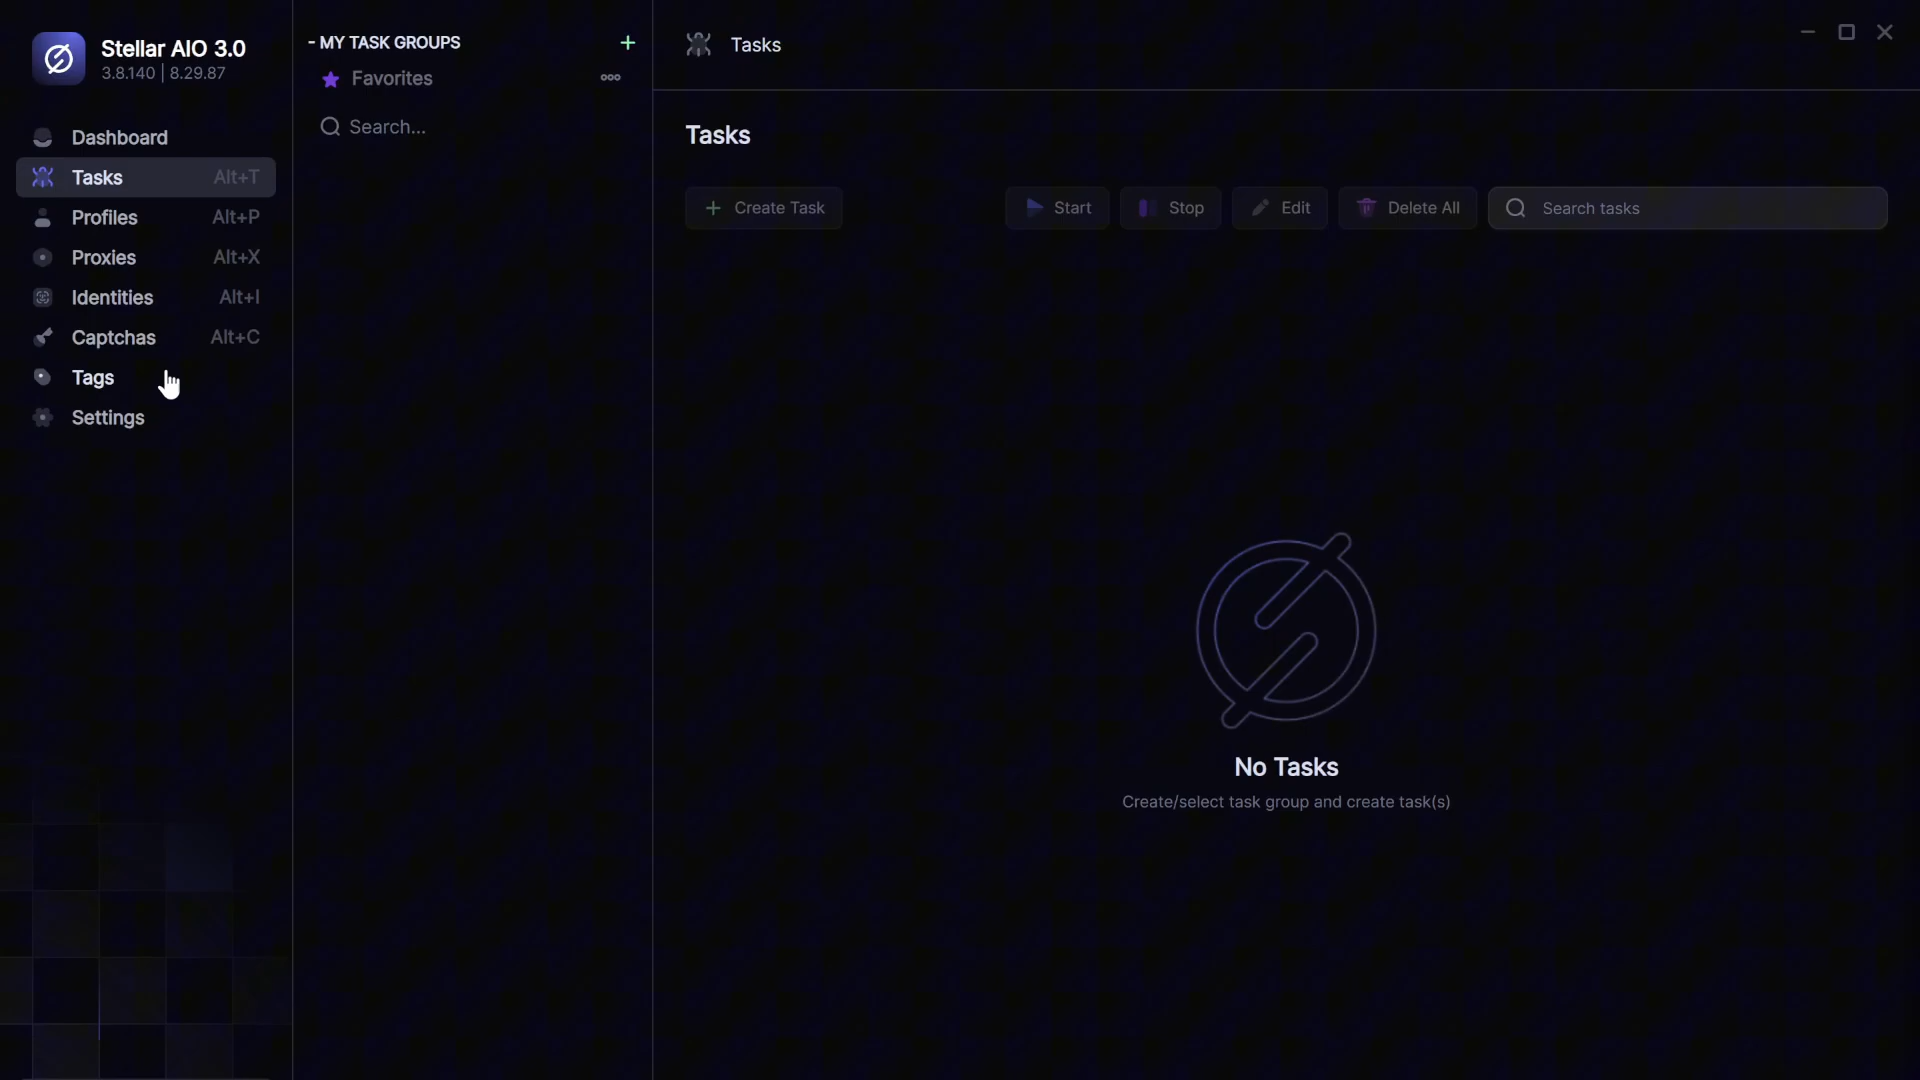 Stellar AIO 3.0
3.8.140 | 8.29.87
Dashboard
Tasks Alt+T
Profiles Alt+P
Proxies Alt+X
Identities Alt+I
Captchas Alt+C
Tags
Settings
- MY TASK GROUPS +
Favorites
Search...
Tasks
Tasks
+ Create Task
Start
Stop
Edit
Delete All
Search tasks
No Tasks
Create/select task group and create task(s)